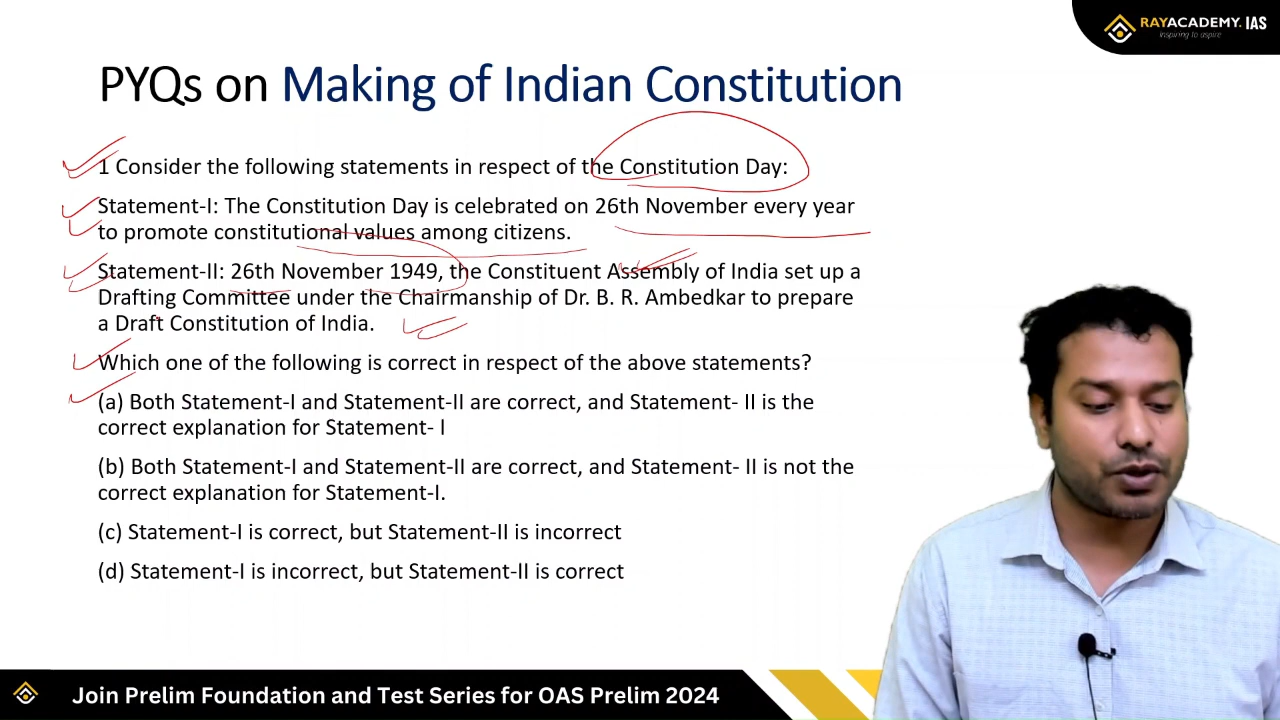 RAYACADEMY. IAS
Inspiring to aspire
PYQs on Making of Indian Constitution
1 Consider the following statements in respect of the Constitution Day:
Statement-I: The Constitution Day is celebrated on 26th November every year
to promote constitutional values among citizens.
Statement-II: 26th November 1949, the Constituent Assembly of India set up a
Drafting Committee under the Chairmanship of Dr. B. R. Ambedkar to prepare
a Draft Constitution of India.
Which one of the following is correct in respect of the above statements?
(a) Both Statement-I and Statement-II are correct, and Statement- II is the
correct explanation for Statement- I
(b) Both Statement-I and Statement-II are correct, and Statement- II is not the
correct explanation for Statement-I.
(c) Statement-I is correct, but Statement-II is incorrect
(d) Statement-I is incorrect, but Statement-II is correct
Join Prelim Foundation and Test Series for OAS Prelim 2024